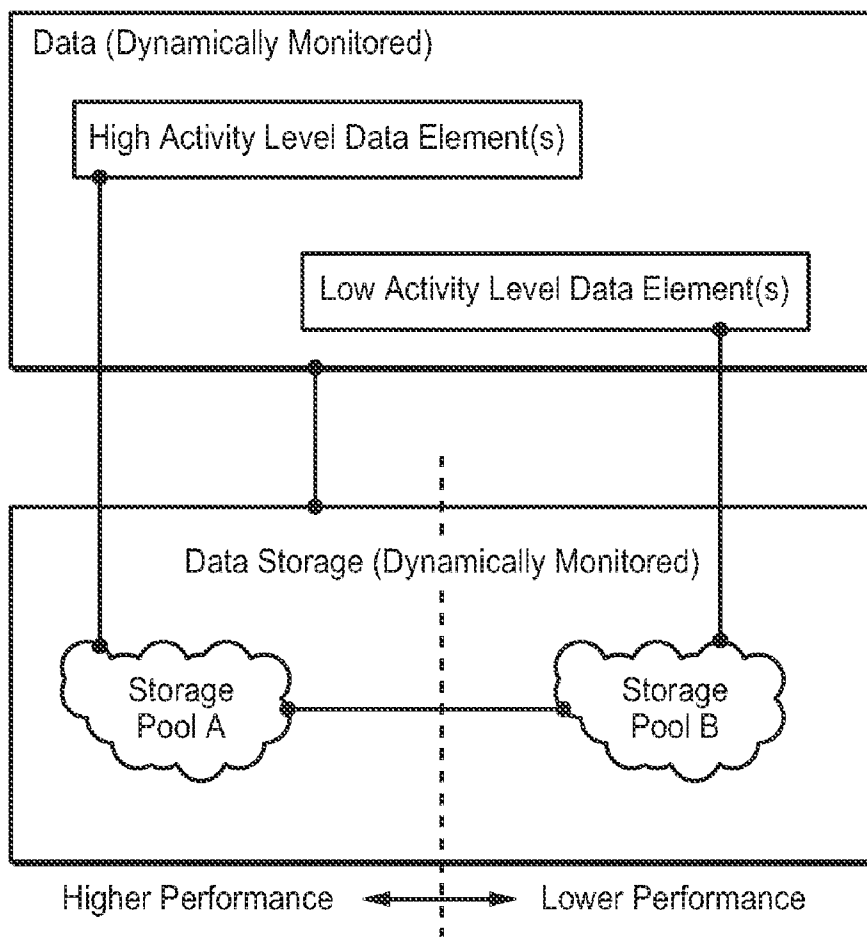 Data (Dynamically Monitored)
High Activity Level Data Element(s)
Low Activity Level Data Element(s)
Data Storage (Dynamically Monitored)
Storage
Pool A
Storage
Pool B
Higher Performance
Lower Performance